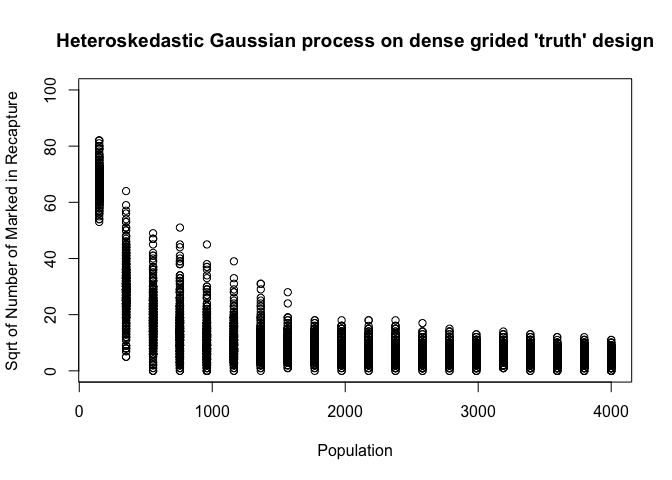 Heteroskedastic Gaussian process on dense grided 'truth' design
Sqrt of Number of Marked in Recapture
100
80
60
40
20
0
0 1000 2000 3000 4000
Population